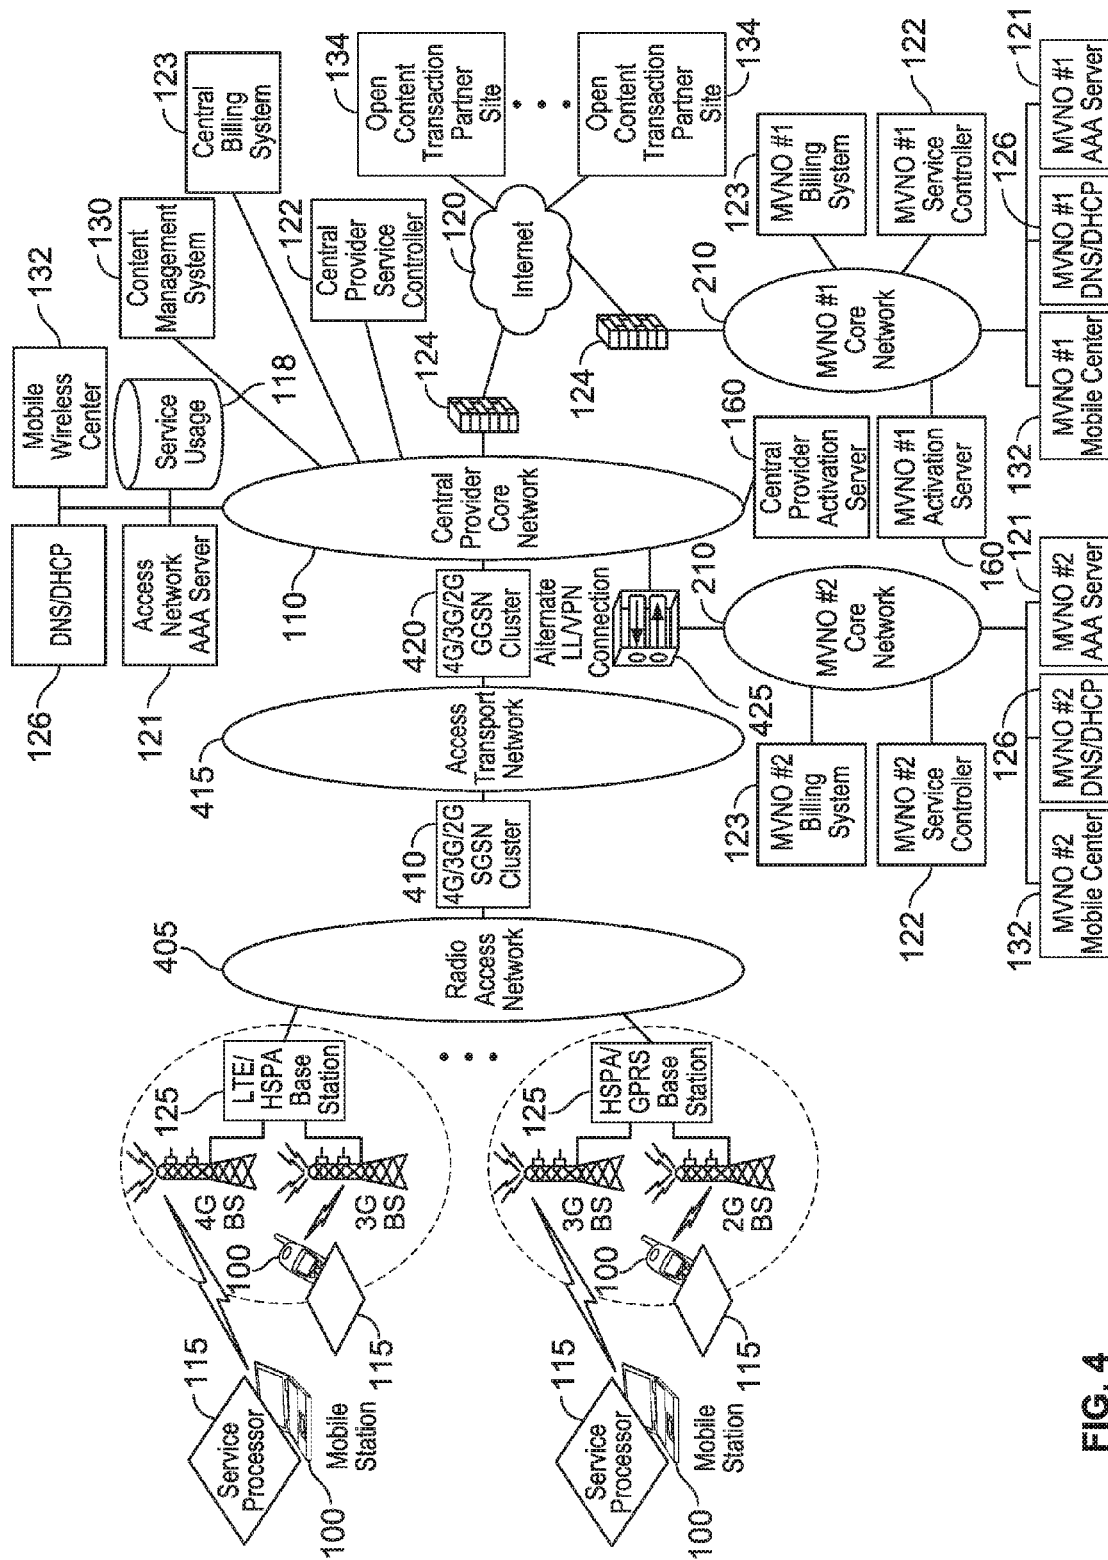 132
Mobile
Wireless
Center
DNS/DHCP
126
118
Service
Usage
Access
Network
AAA Server
121
130
Content
Management
System
123
Central
Billing
System
122
Central
Provider
Service
Controller
134
Open
Content
Transaction
Partner
Site
Open
Content
Transaction
Partner
Site
134
120
Internet
124
124
110
Central
Provider
Core
Network
160
Central
Provider
Activation
Server
420
4G/3G/2G
GGSN
Cluster
Alternate
LL/VPN
Connection
425
415
Access
Transport
Network
410
4G/3G/2G
SGSN
Cluster
405
Radio
Access
Network
125
LTE/
HSPA
Base
Station
4G
BS
3G
BS
100
115
115
Service
Processor
Mobile
Station
100
125
HSPA/
GPRS
Base
Station
3G
BS
2G
BS
100
115
115
Service
Processor
Mobile
Station
100
210
MVNO #1
Core
Network
123
MVNO #1
Billing
System
122
MVNO #1
Service
Controller
MVNO #1
Activation
Server
160
132
MVNO #1
Mobile Center
126
MVNO #1
DNS/DHCP
121
MVNO #1
AAA Server
210
MVNO #2
Core
Network
123
MVNO #2
Billing
System
122
MVNO #2
Service
Controller
132
MVNO #2
Mobile Center
126
MVNO #2
DNS/DHCP
121
MVNO #2
AAA Server
FIG. 4